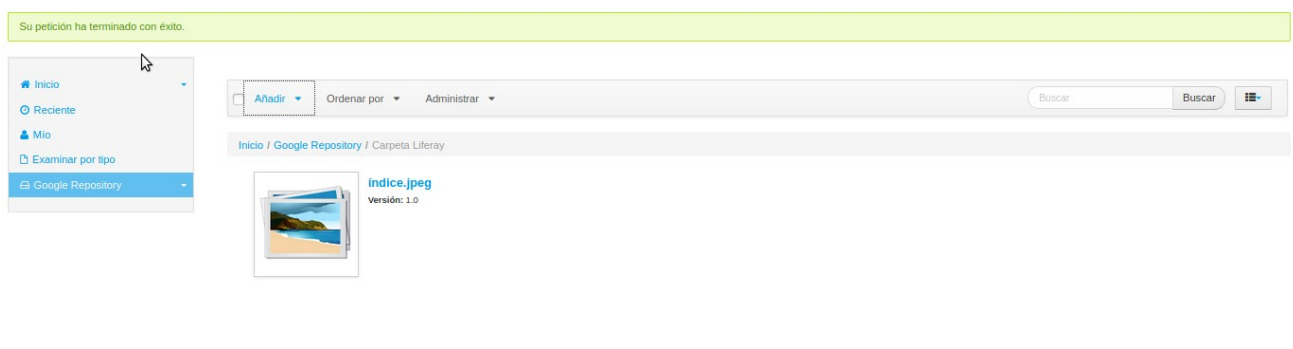 Su petición ha terminado con éxito.
Inicio
Reciente
Mío
Examinar por tipo
Google Repository
Añadir Ordenar por Administrar Buscar Buscar
Inicio / Google Repository / Carpeta Liferay
índice.jpeg
Versión: 1.0